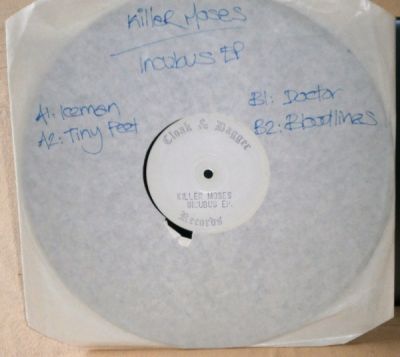 Killer Moses
Incubus EP
A1: Iceman
A2: Tiny Feet
B1: Doctor
B2: Bloodlines
Cloak & Dagger
KILLER MOSES
INCUBUS EP.
Records